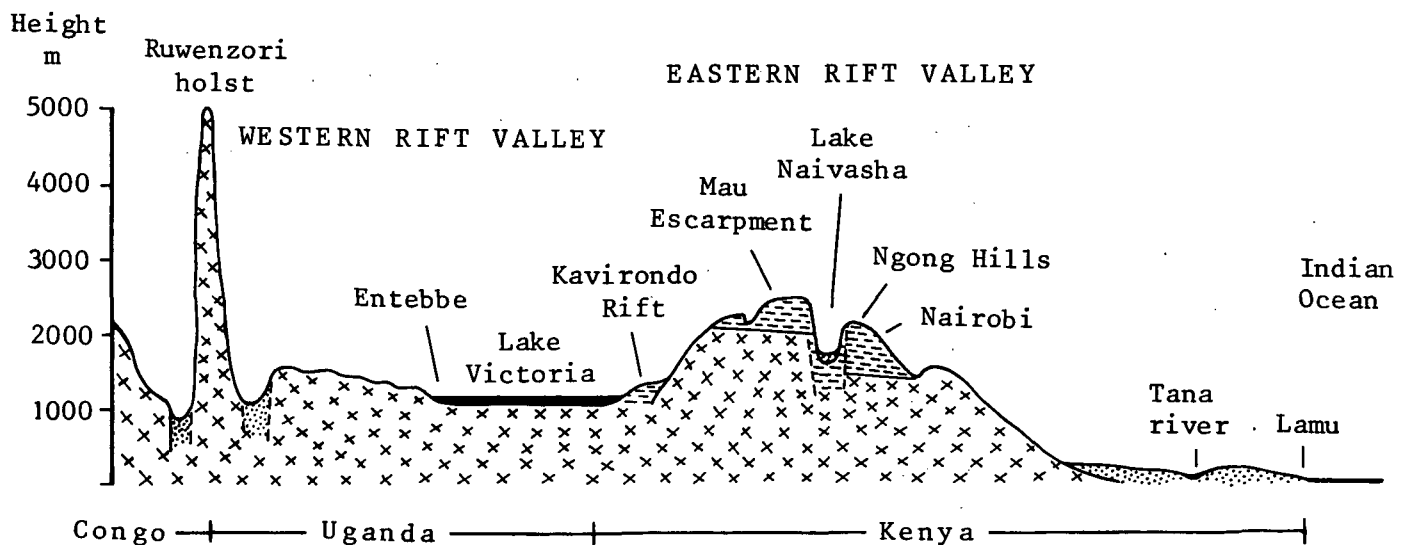 Height
m
Ruwenzori
holst
EASTERN RIFT VALLEY
WESTERN RIFT VALLEY
5000
4000
3000
2000
1000
Entebbe
Lake
Victoria
Kavirondo
Rift
Mau
Escarpment
Lake
Naivasha
Ngong Hills
Nairobi
Indian
Ocean
Tana
river
Lamu
Congo
Uganda
Kenya